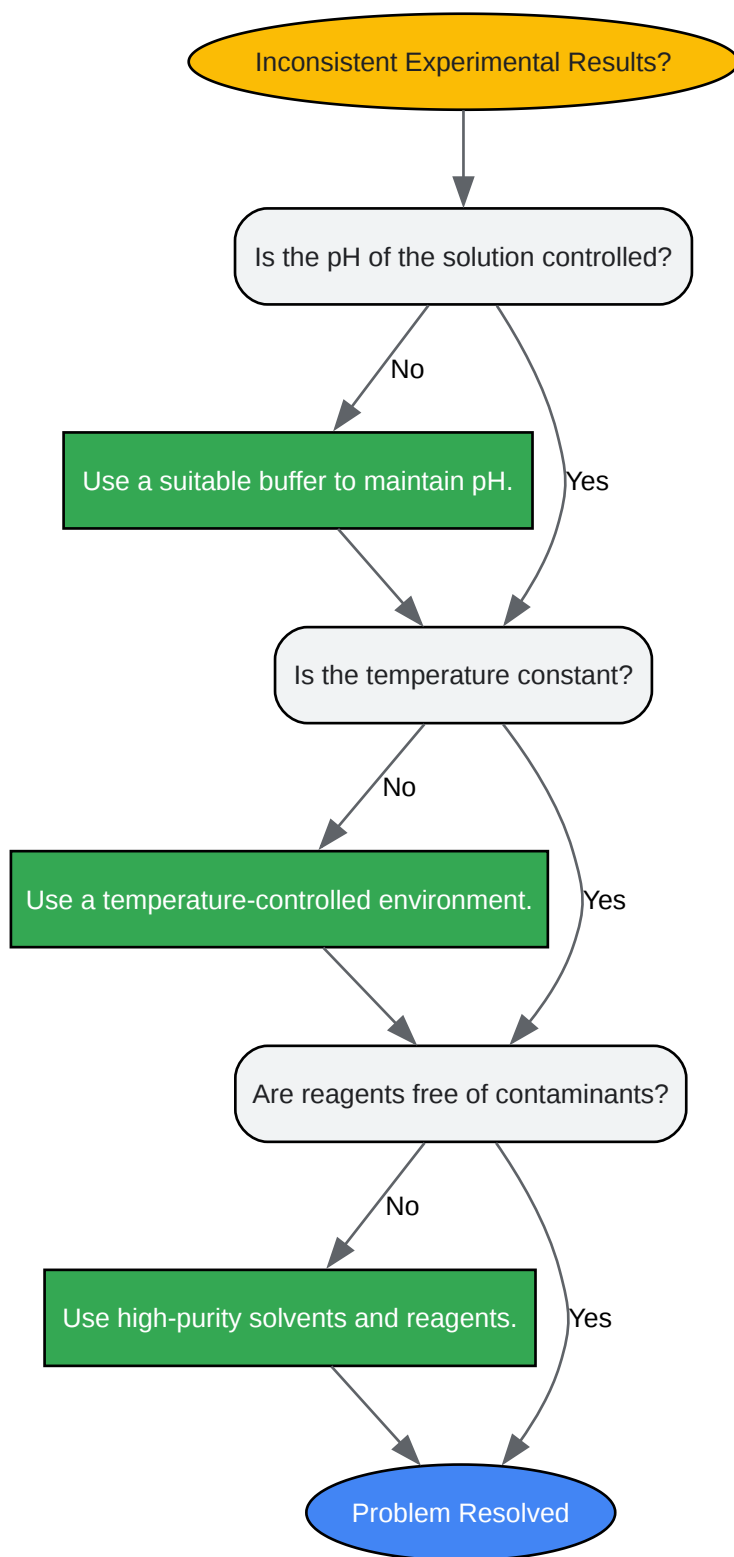 Inconsistent Experimental Results?
Is the pH of the solution controlled?
No
Use a suitable buffer to maintain pH.
Yes
Is the temperature constant?
No
Use a temperature-controlled environment.
Yes
Are reagents free of contaminants?
No
Use high-purity solvents and reagents.
Yes
Problem Resolved